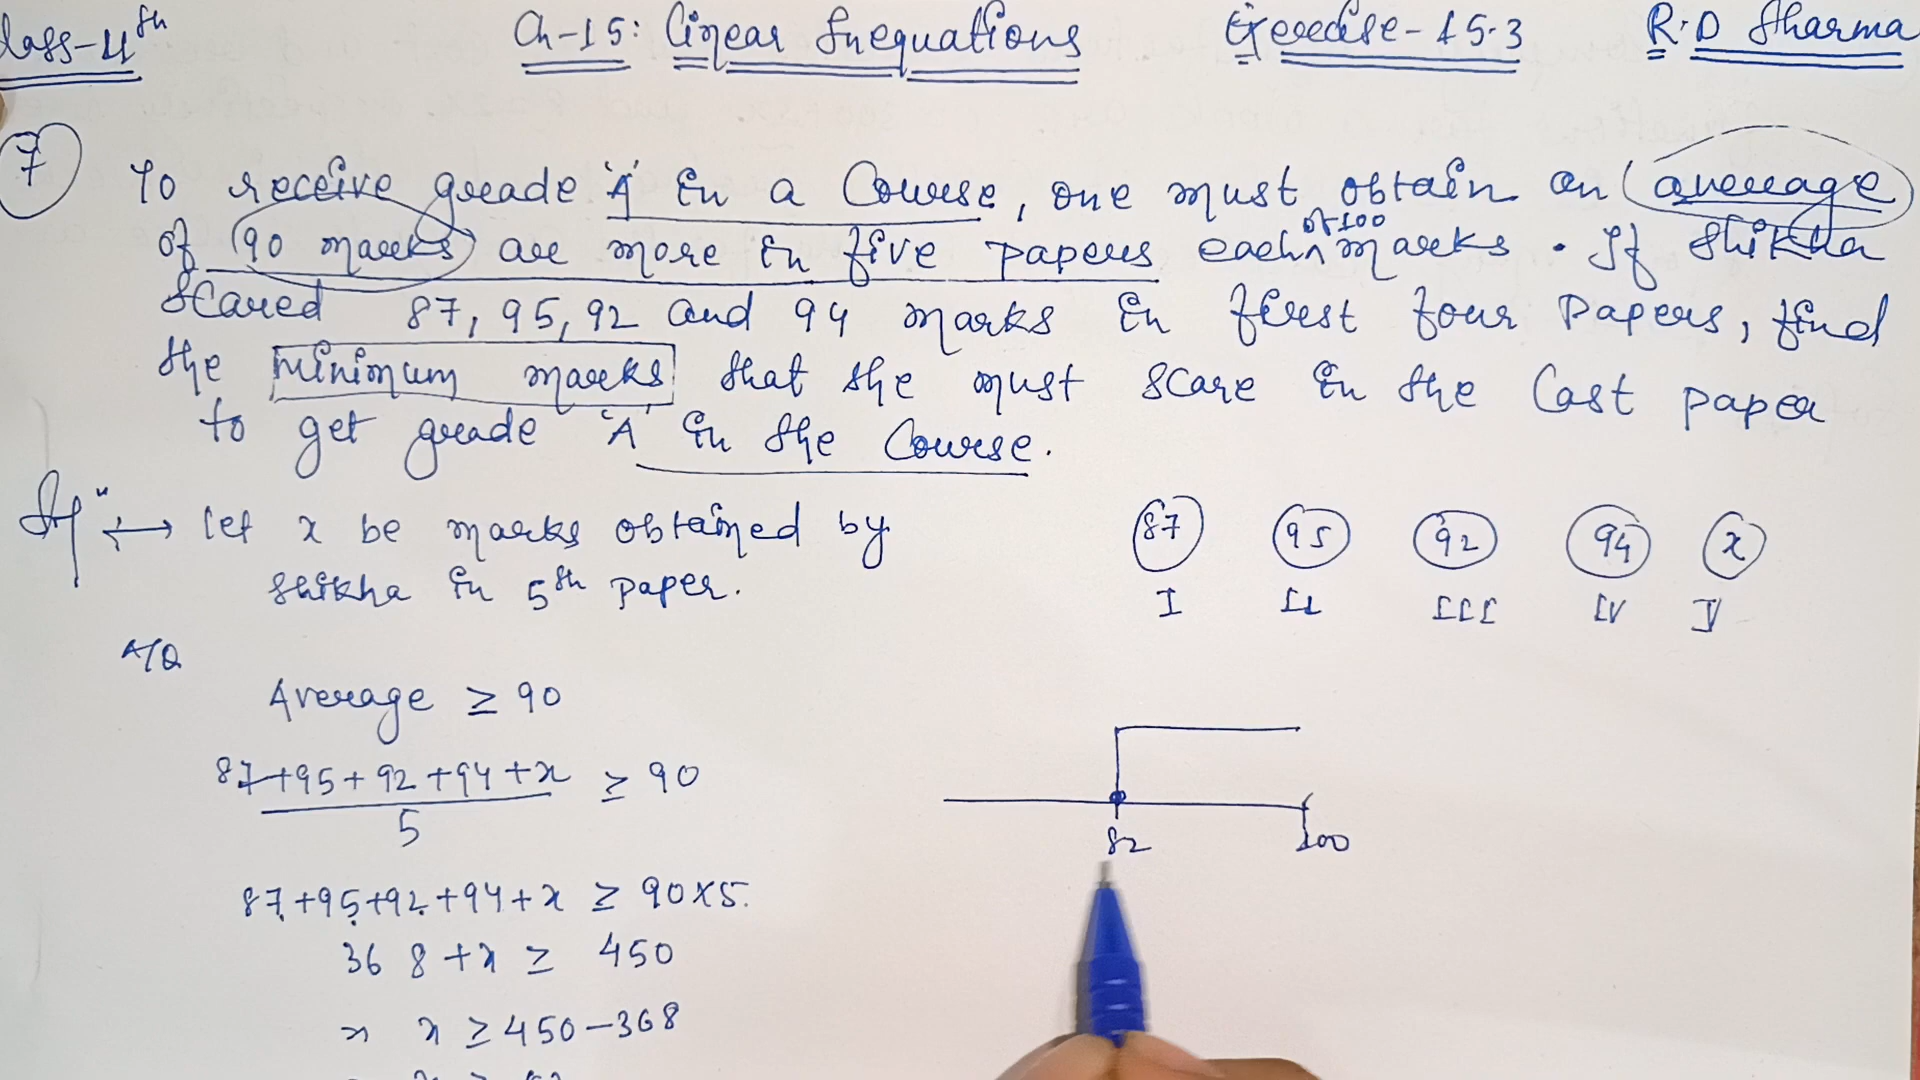 Class-11th Ch-15: Linear Inequations Exercise-15.3 R.D Sharma
7 To receive grade 'A' in a Course, one must obtain an average
of 90 marks are more in five papers each of 100 marks. If Shikha
scared 87, 95, 92 and 94 marks in first four Papers, find
the minimum marks that she must scare in the last paper
to get grade 'A' in the Course.
Solⁿ → let x be marks obtained by
Shikha in 5th paper.
87 95 92 94 x
I II III IV V
A/Q
Average ≥ 90
87+95+92+94+x ≥ 90
5
87+95+92+94+x ≥ 90×5.
368+x ≥ 450
x ≥ 450-368
82 100